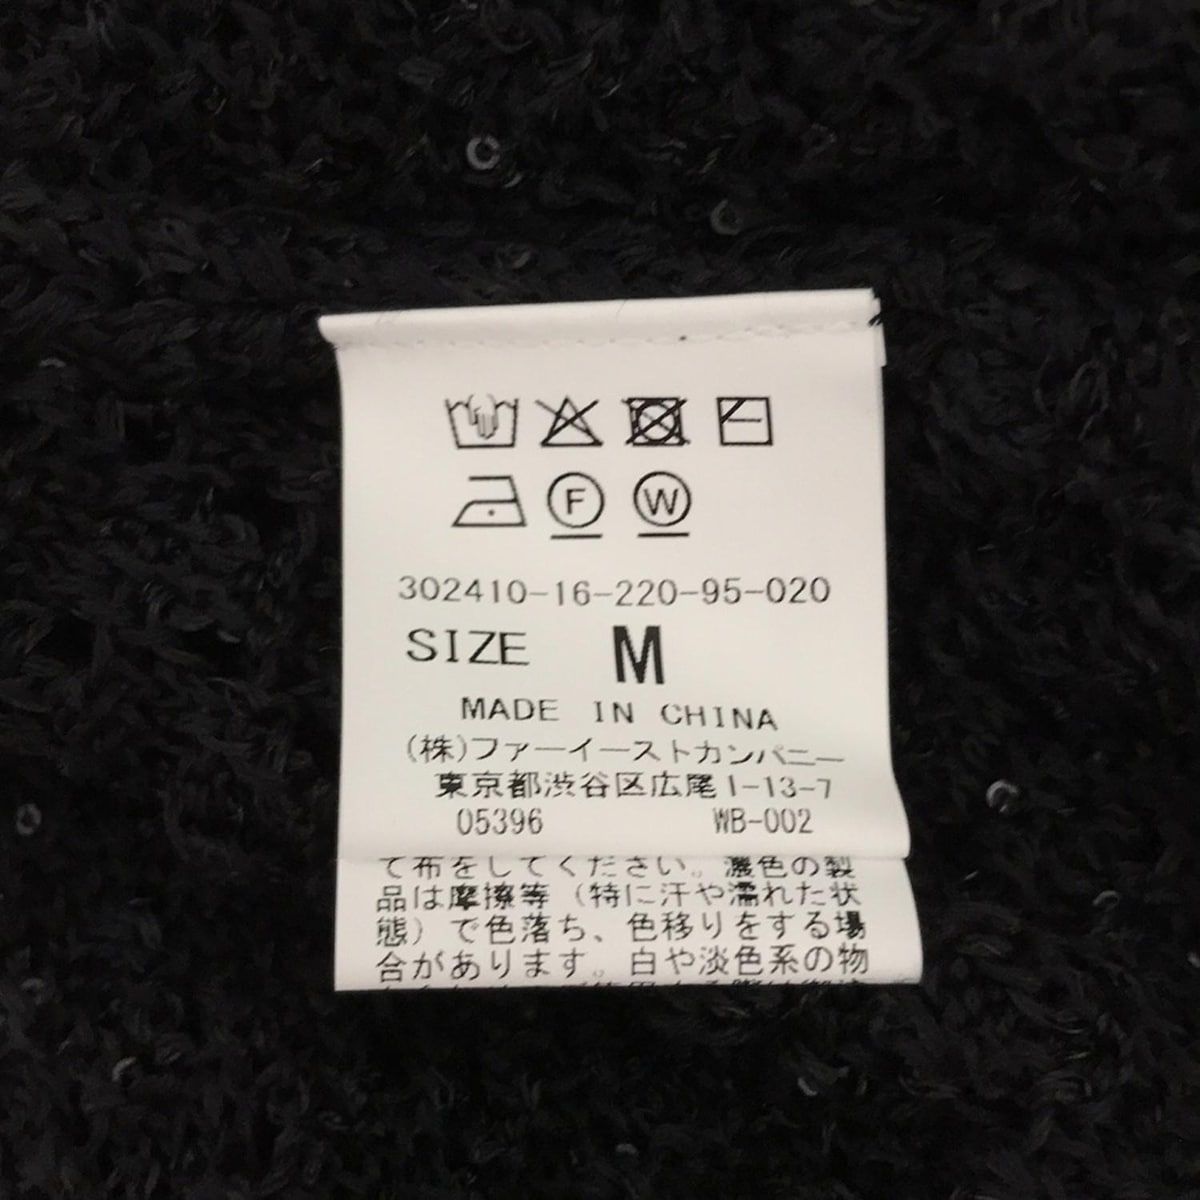 F W
302410-16-220-95-020
SIZE M
MADE IN CHINA
(株)ファーイーストカンパニー
東京都渋谷区広尾1-13-7
05396 WB-002
て布をしてください。濃色の製
品は摩擦等(特に汗や濡れた状
態)で色落ち、色移りをする場
合があります。白や淡色系の物